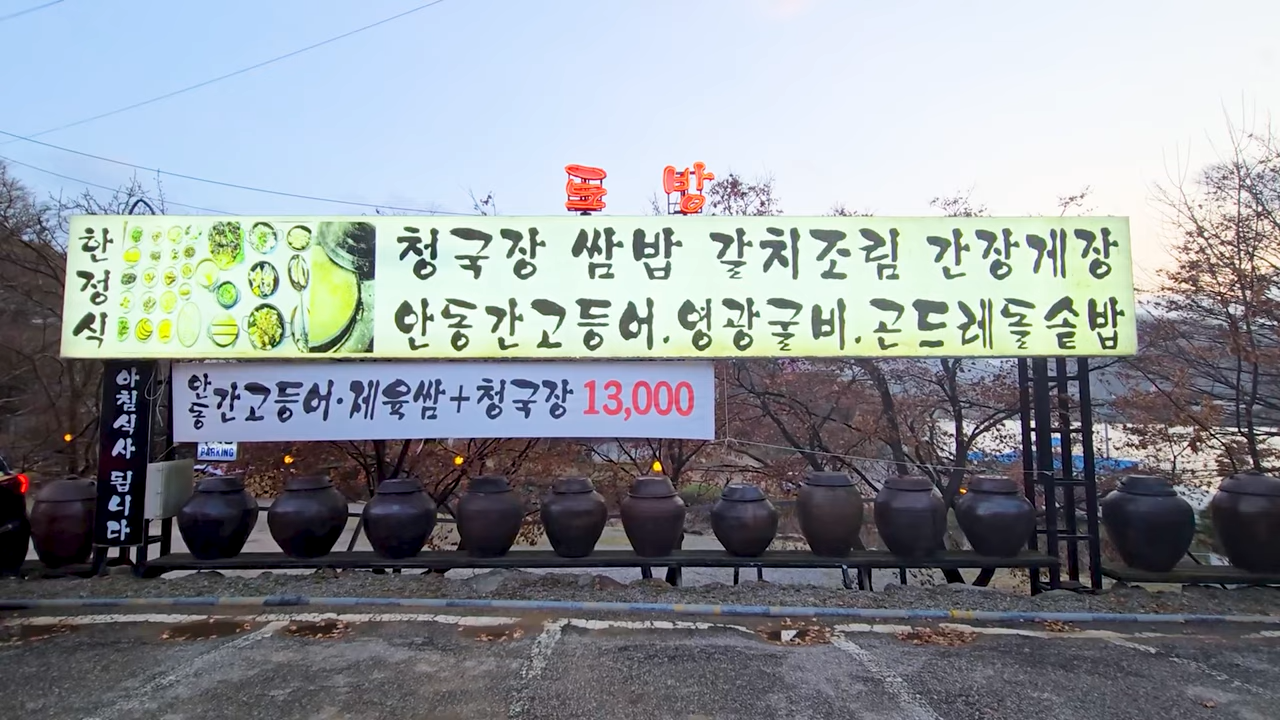 토방
한정식
청국장 쌈밥 갈치조림 간장게장
안동간고등어.영광굴비.곤드레돌솥밥
안동간고등어·제육쌈+청국장 13,000
아침식사 됩니다
PARKING